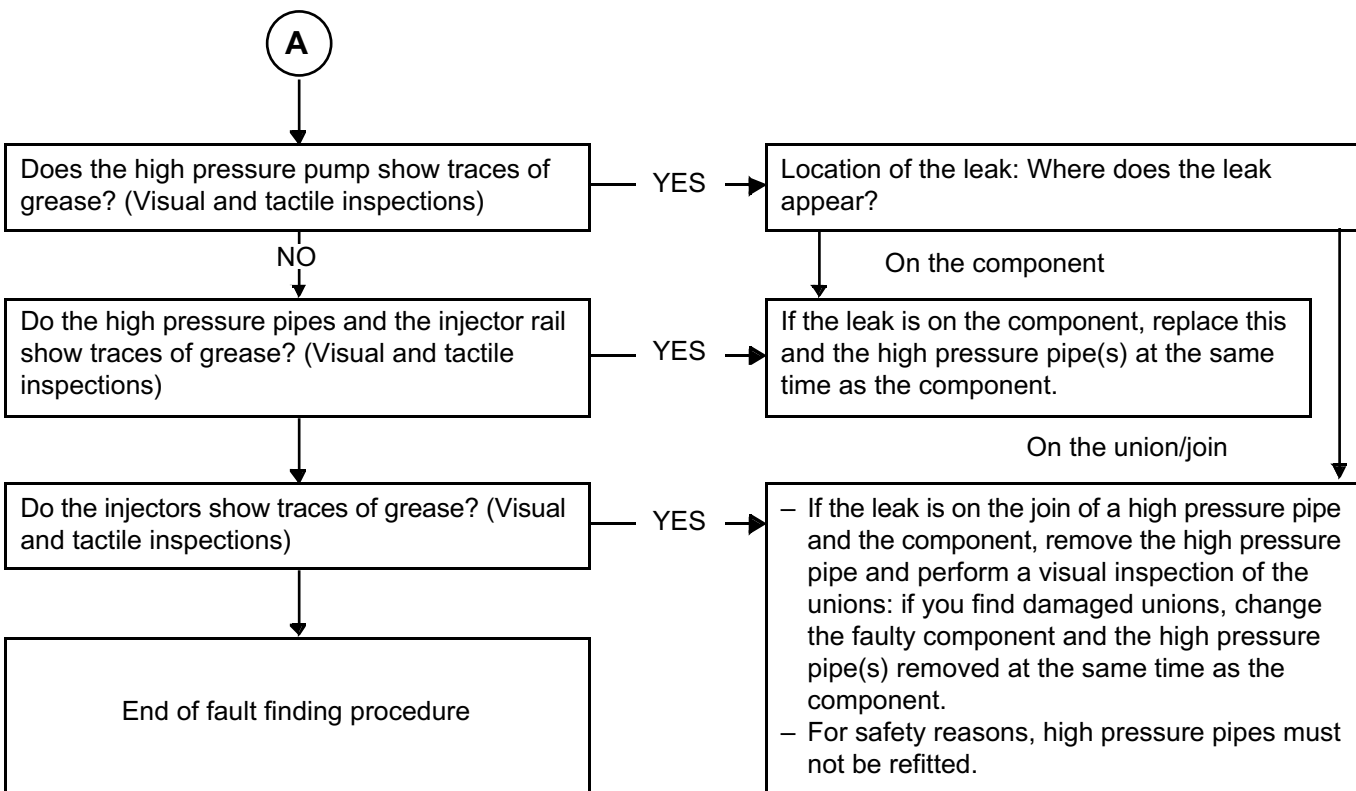 A
Does the high pressure pump show traces of
grease? (Visual and tactile inspections)
YES
Location of the leak: Where does the leak
appear?
NO
On the component
Do the high pressure pipes and the injector rail
show traces of grease? (Visual and tactile
inspections)
YES
If the leak is on the component, replace this
and the high pressure pipe(s) at the same
time as the component.
On the union/join
Do the injectors show traces of grease? (Visual
and tactile inspections)
YES
– If the leak is on the join of a high pressure pipe
and the component, remove the high pressure
pipe and perform a visual inspection of the
unions: if you find damaged unions, change
the faulty component and the high pressure
pipe(s) removed at the same time as the
component.
– For safety reasons, high pressure pipes must
not be refitted.
End of fault finding procedure